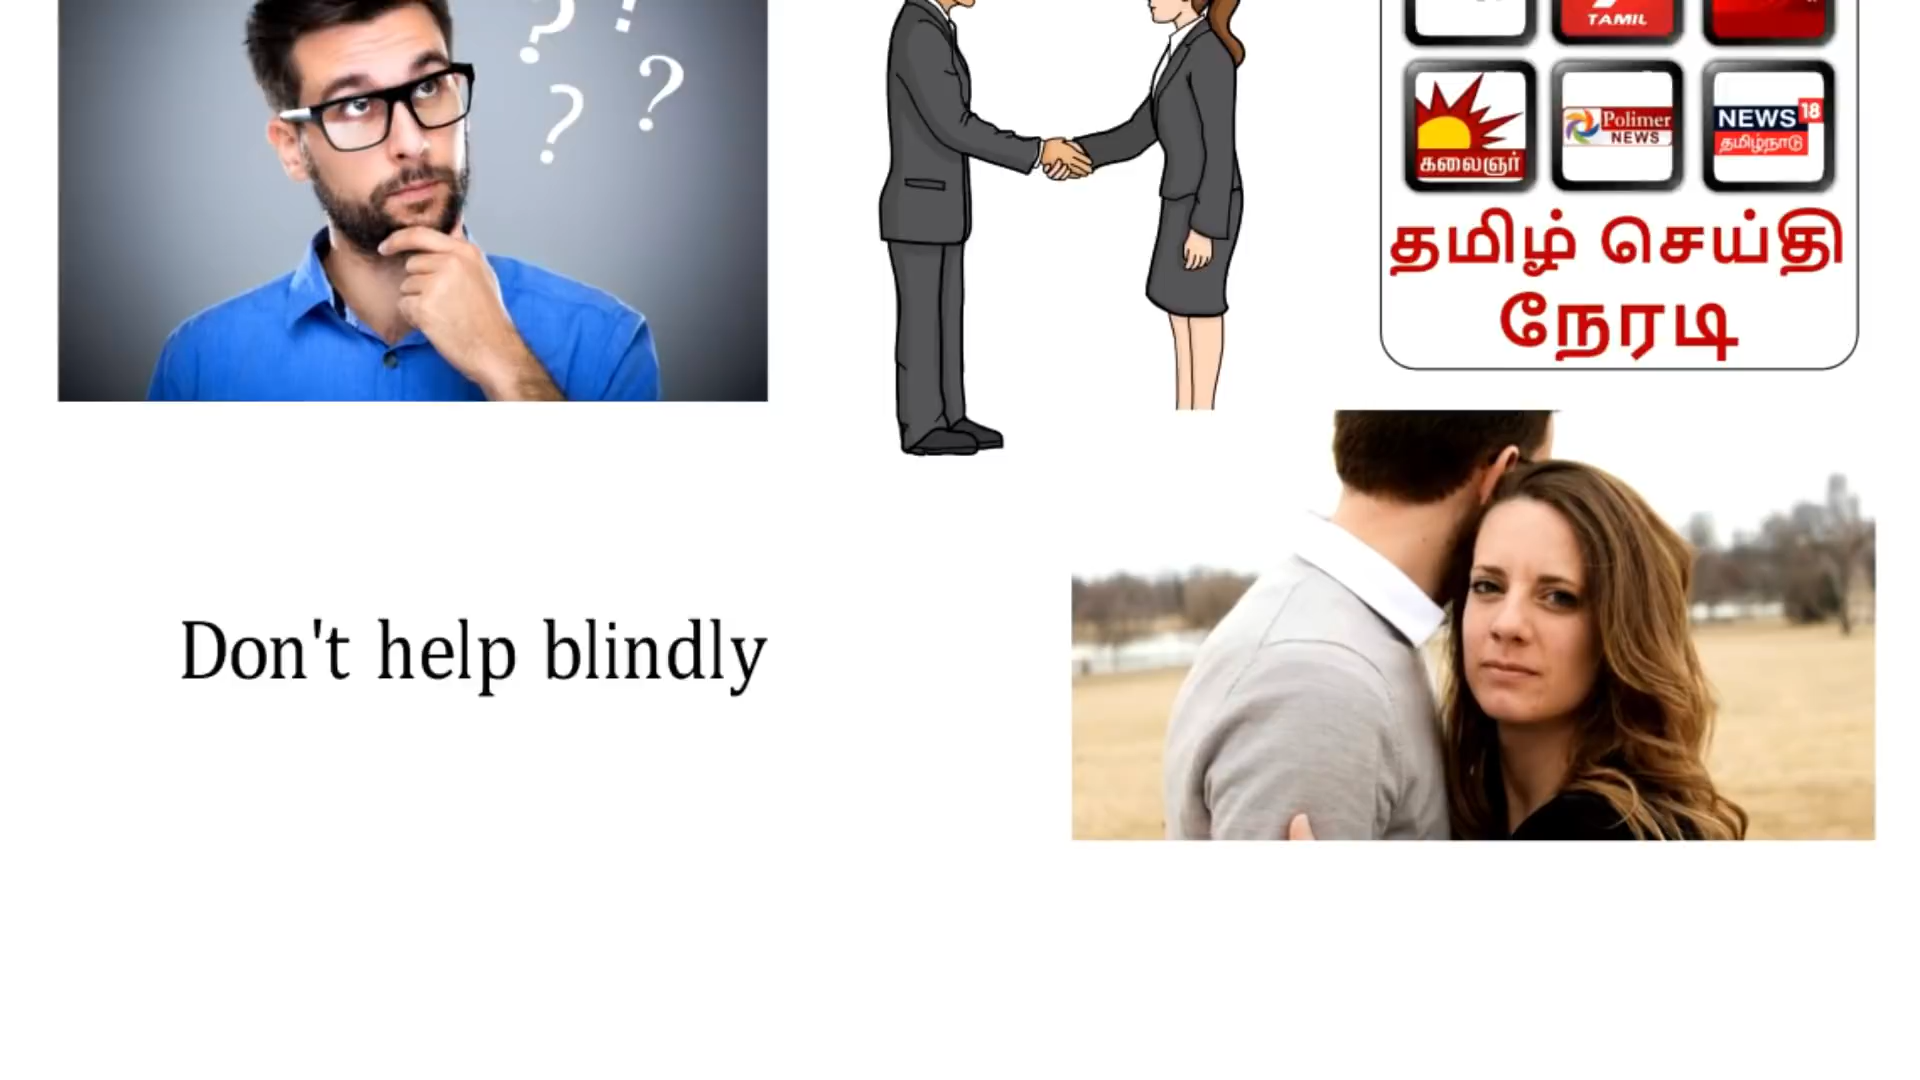 ? ?
? ?
TAMIL
கலைஞர்
Polimer
NEWS
NEWS 18
தமிழ்நாடு
தமிழ் செய்தி
நேரடி
Don't help blindly